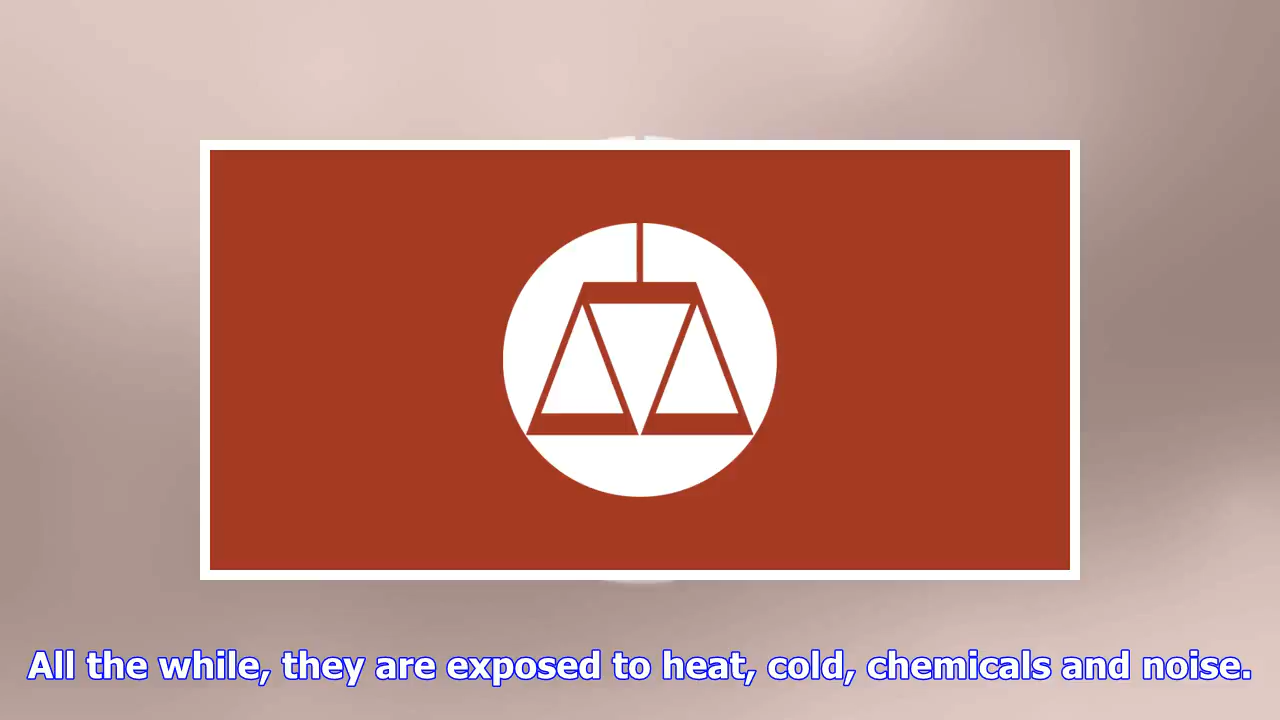 All the while, they are exposed to heat, cold, chemicals and noise.